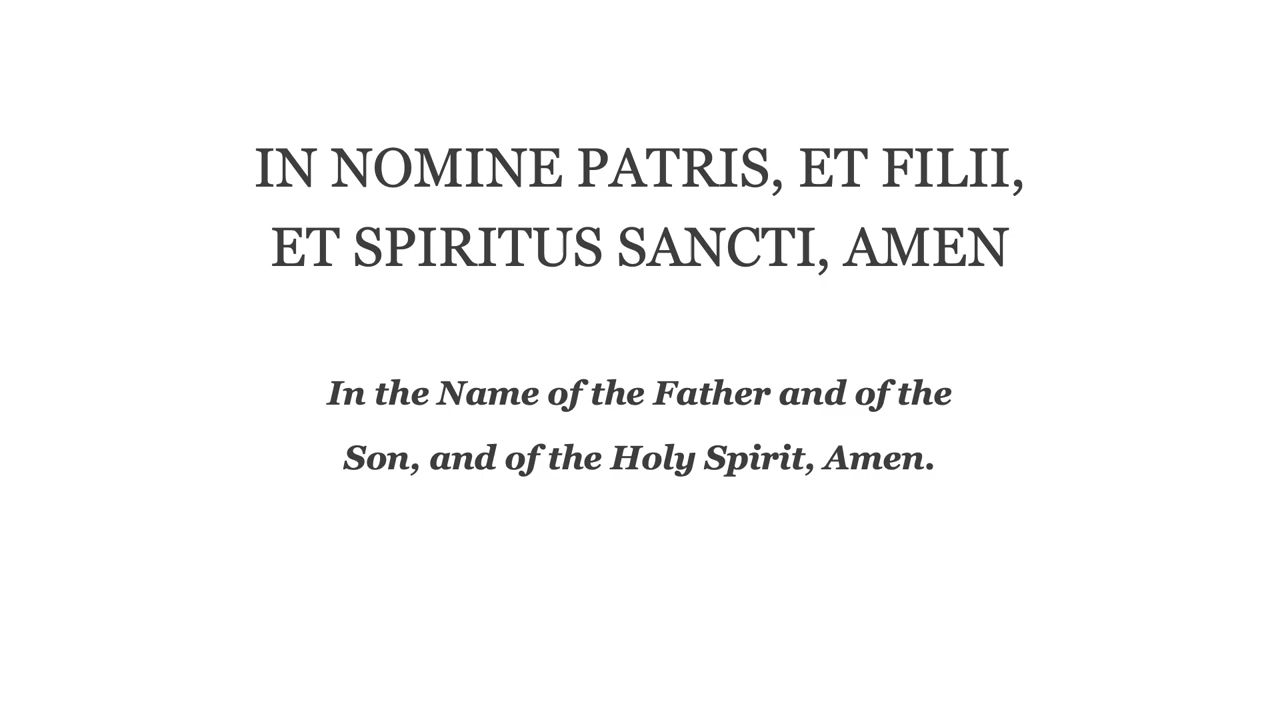 IN NOMINE PATRIS, ET FILII,
ET SPIRITUS SANCTI, AMEN
In the Name of the Father and of the
Son, and of the Holy Spirit, Amen.